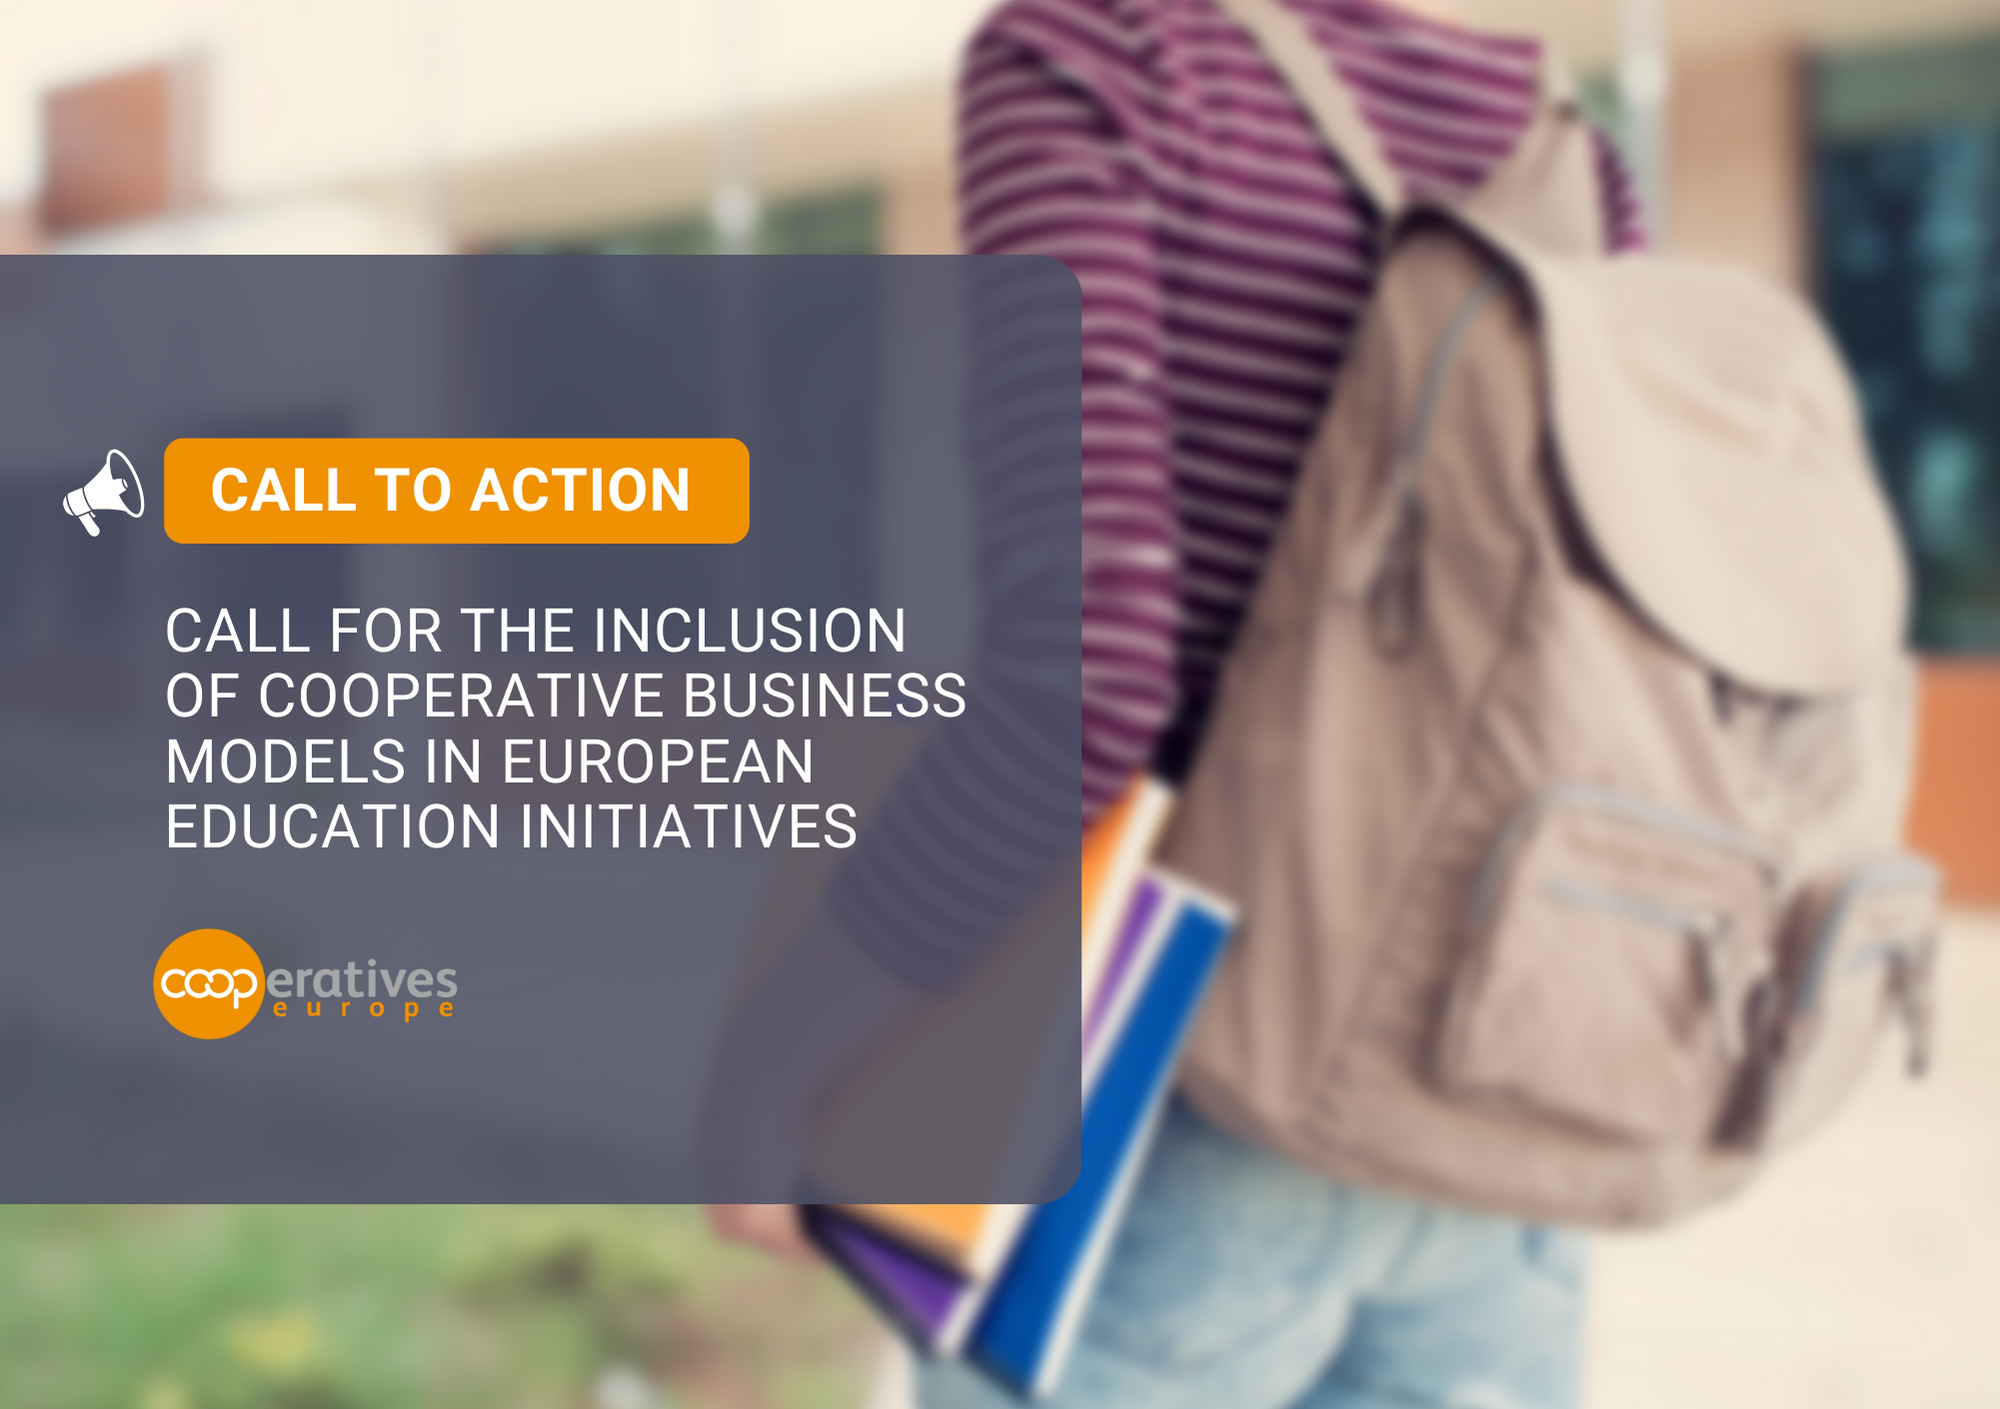 CALL TO ACTION
CALL FOR THE INCLUSION
OF COOPERATIVE BUSINESS
MODELS IN EUROPEAN
EDUCATION INITIATIVES
cooperatives
europe